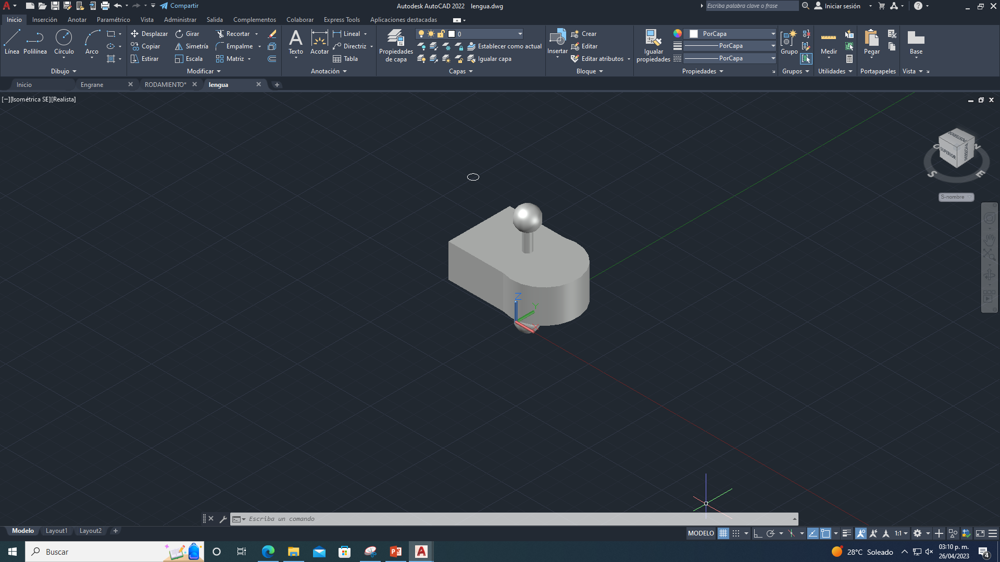 Compartir
Autodesk AutoCAD 2022 lengua.dwg
Escriba palabra clave o frase
Iniciar sesión
Inicio Inserción Anotar Paramétrico Vista Administrar Salida Complementos Colaborar Express Tools Aplicaciones destacadas
Línea Polilínea Círculo Arco
Desplazar Girar Recortar
Copiar Simetría Empalme
Estirar Escala Matriz
Texto Acotar
Lineal
Directriz
Tabla
Propiedades de capa
0
Establecer como actual
Igualar capa
Insertar
Crear
Editar
Editar atributos
Igualar propiedades
PorCapa
PorCapa
PorCapa
Grupo
Medir
Pegar
Base
Dibujo Modificar Anotación Capas Bloque Propiedades Grupos Utilidades Portapapeles Vista
Inicio Engrane RODAMIENTO* lengua
[−][Isométrica SE][Realista]
POSTERIOR
SUPERIOR
DERECHA
O N
S E
S-nombre
Z
Y
X
Escriba un comando
Modelo Layout1 Layout2
MODELO
1:1
Buscar
28°C Soleado
03:10 p. m.
26/04/2023
4